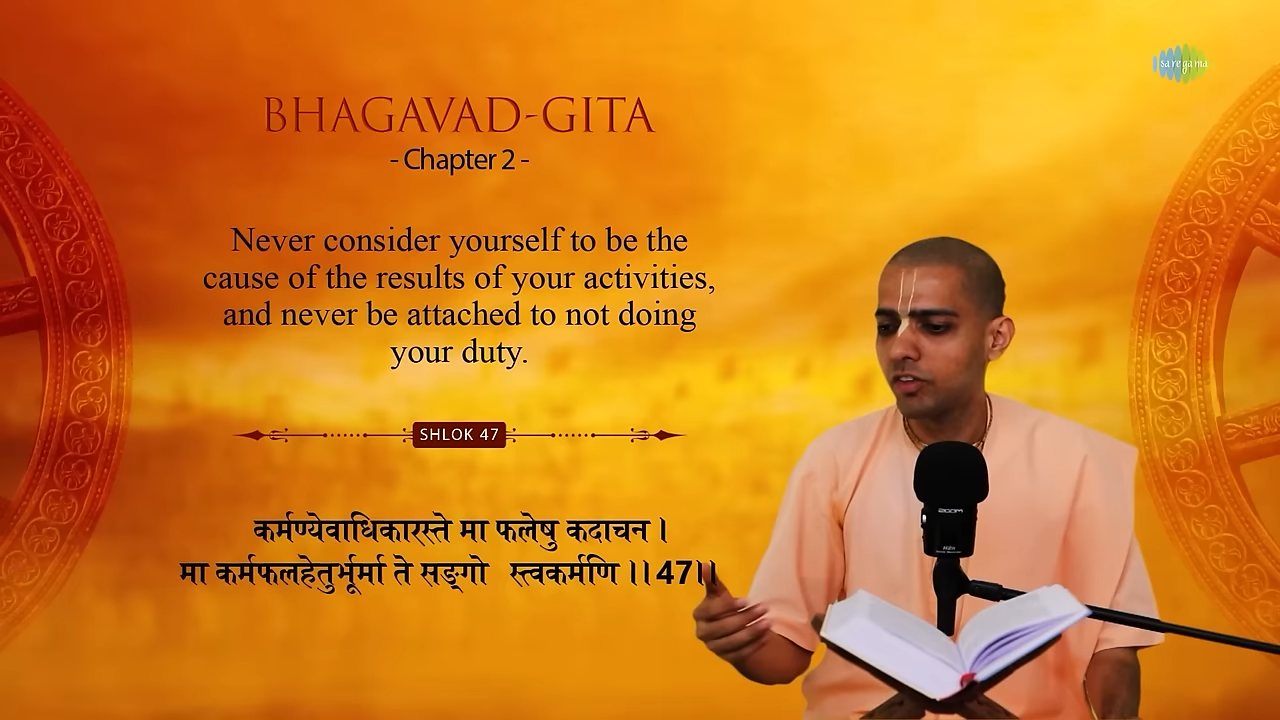 saregama
BHAGAVAD-GITA
- Chapter 2 -
Never consider yourself to be the
cause of the results of your activities,
and never be attached to not doing
your duty.
SHLOK 47
कर्मण्येवाधिकारस्ते मा फलेषु कदाचन ।
मा कर्मफलहेतुर्भूर्मा ते सङ्गो स्त्वकर्मणि ।।47।।
zoom